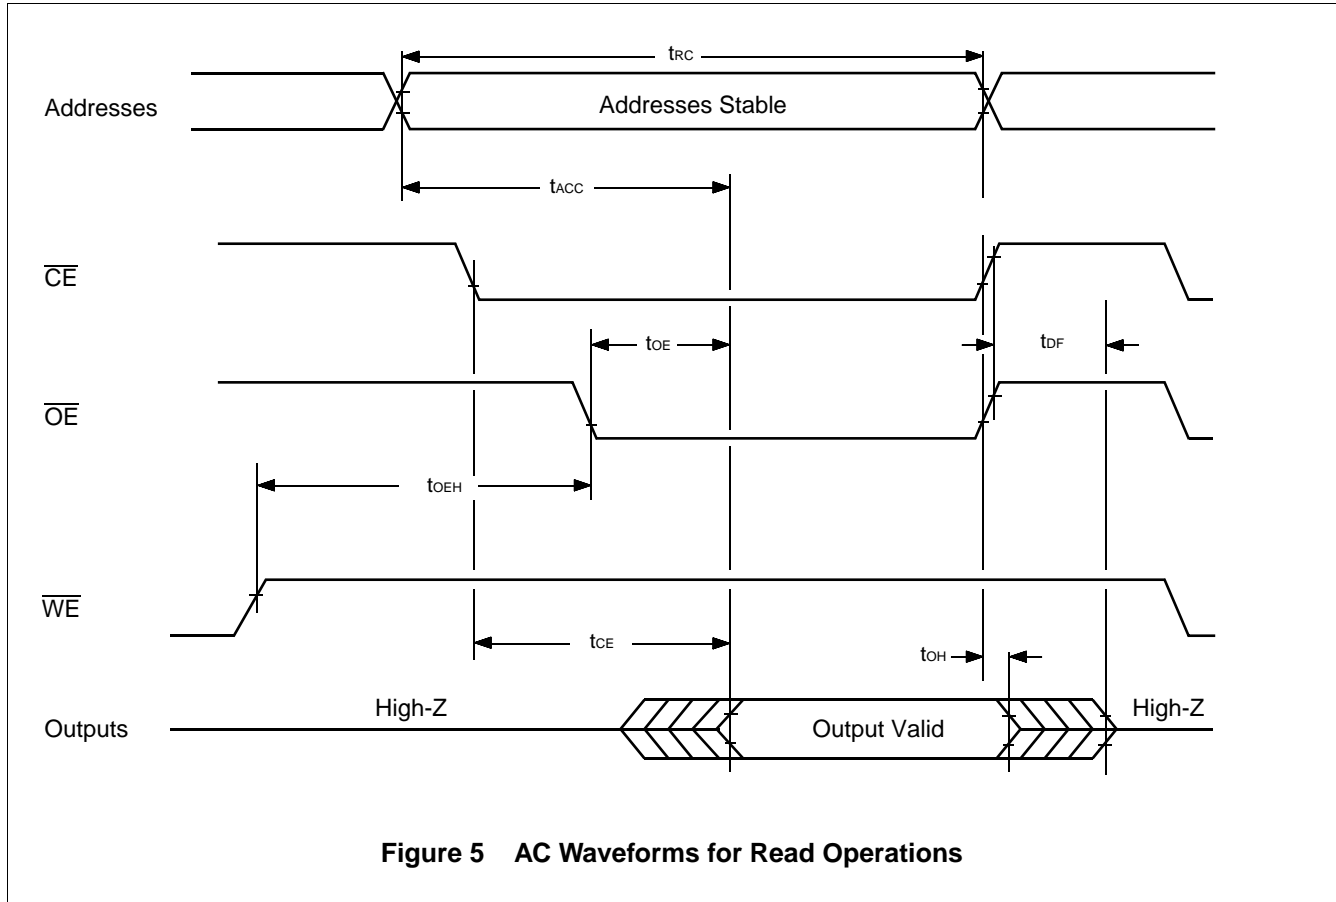 tRC
Addresses
Addresses Stable
tACC
CE
tOE
tDF
OE
tOEH
WE
tCE
tOH
High-Z
High-Z
Outputs
Output Valid
Figure 5 AC Waveforms for Read Operations